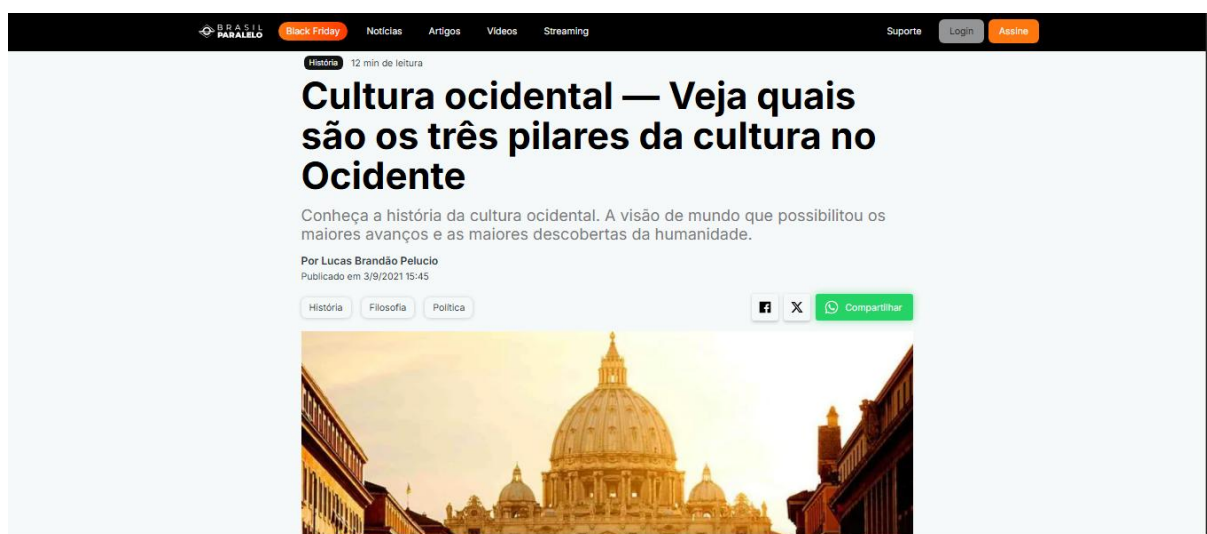 BRASIL
PARALELO
Black Friday Notícias Artigos Vídeos Streaming Suporte Login Assine
História 12 min de leitura
Cultura ocidental — Veja quais
são os três pilares da cultura no
Ocidente
Conheça a história da cultura ocidental. A visão de mundo que possibilitou os
maiores avanços e as maiores descobertas da humanidade.
Por Lucas Brandão Pelucio
Publicado em 3/9/2021 15:45
História Filosofia Política Compartilhar